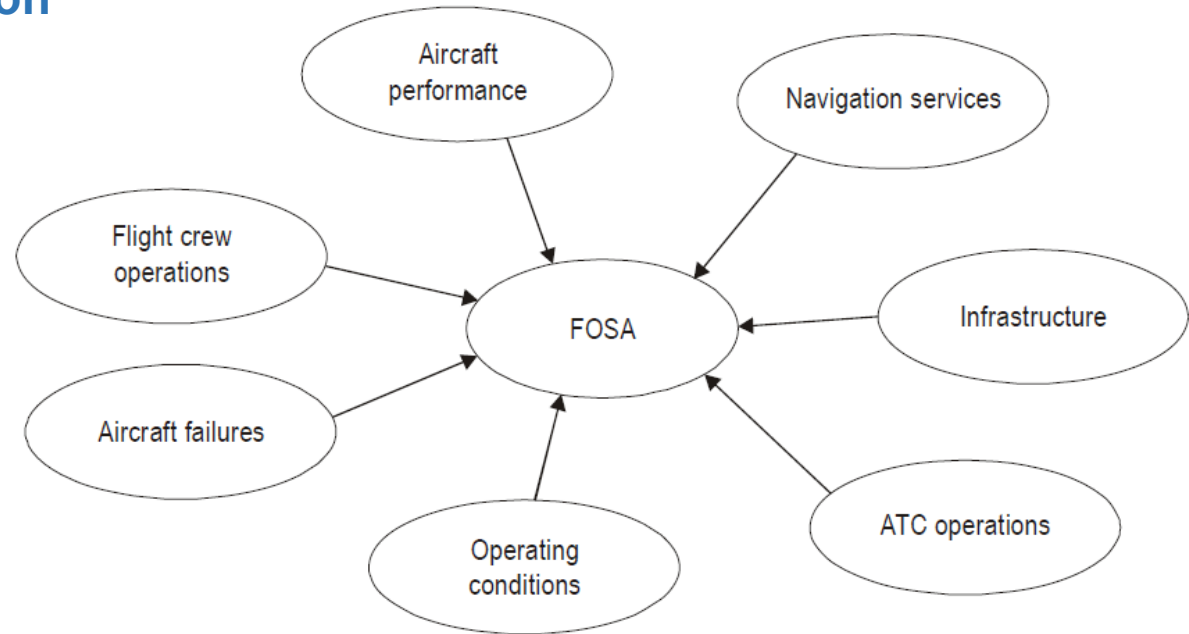 Aircraft
performance
Navigation services
Flight crew
operations
FOSA
Infrastructure
Aircraft failures
Operating
conditions
ATC operations